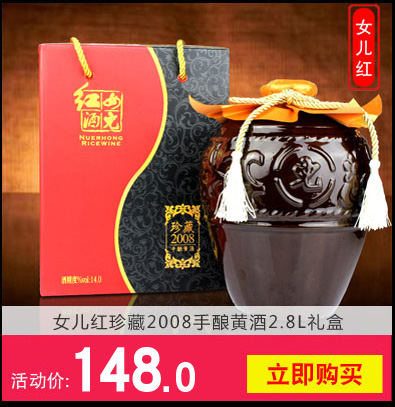 女儿红
女儿
红酒
NUERHONG
RICEWINE
珍藏
2008
手酿黄酒
酒精度%vol:14.0
女儿红珍藏2008手酿黄酒2.8L礼盒
活动价: 148.0
立即购买